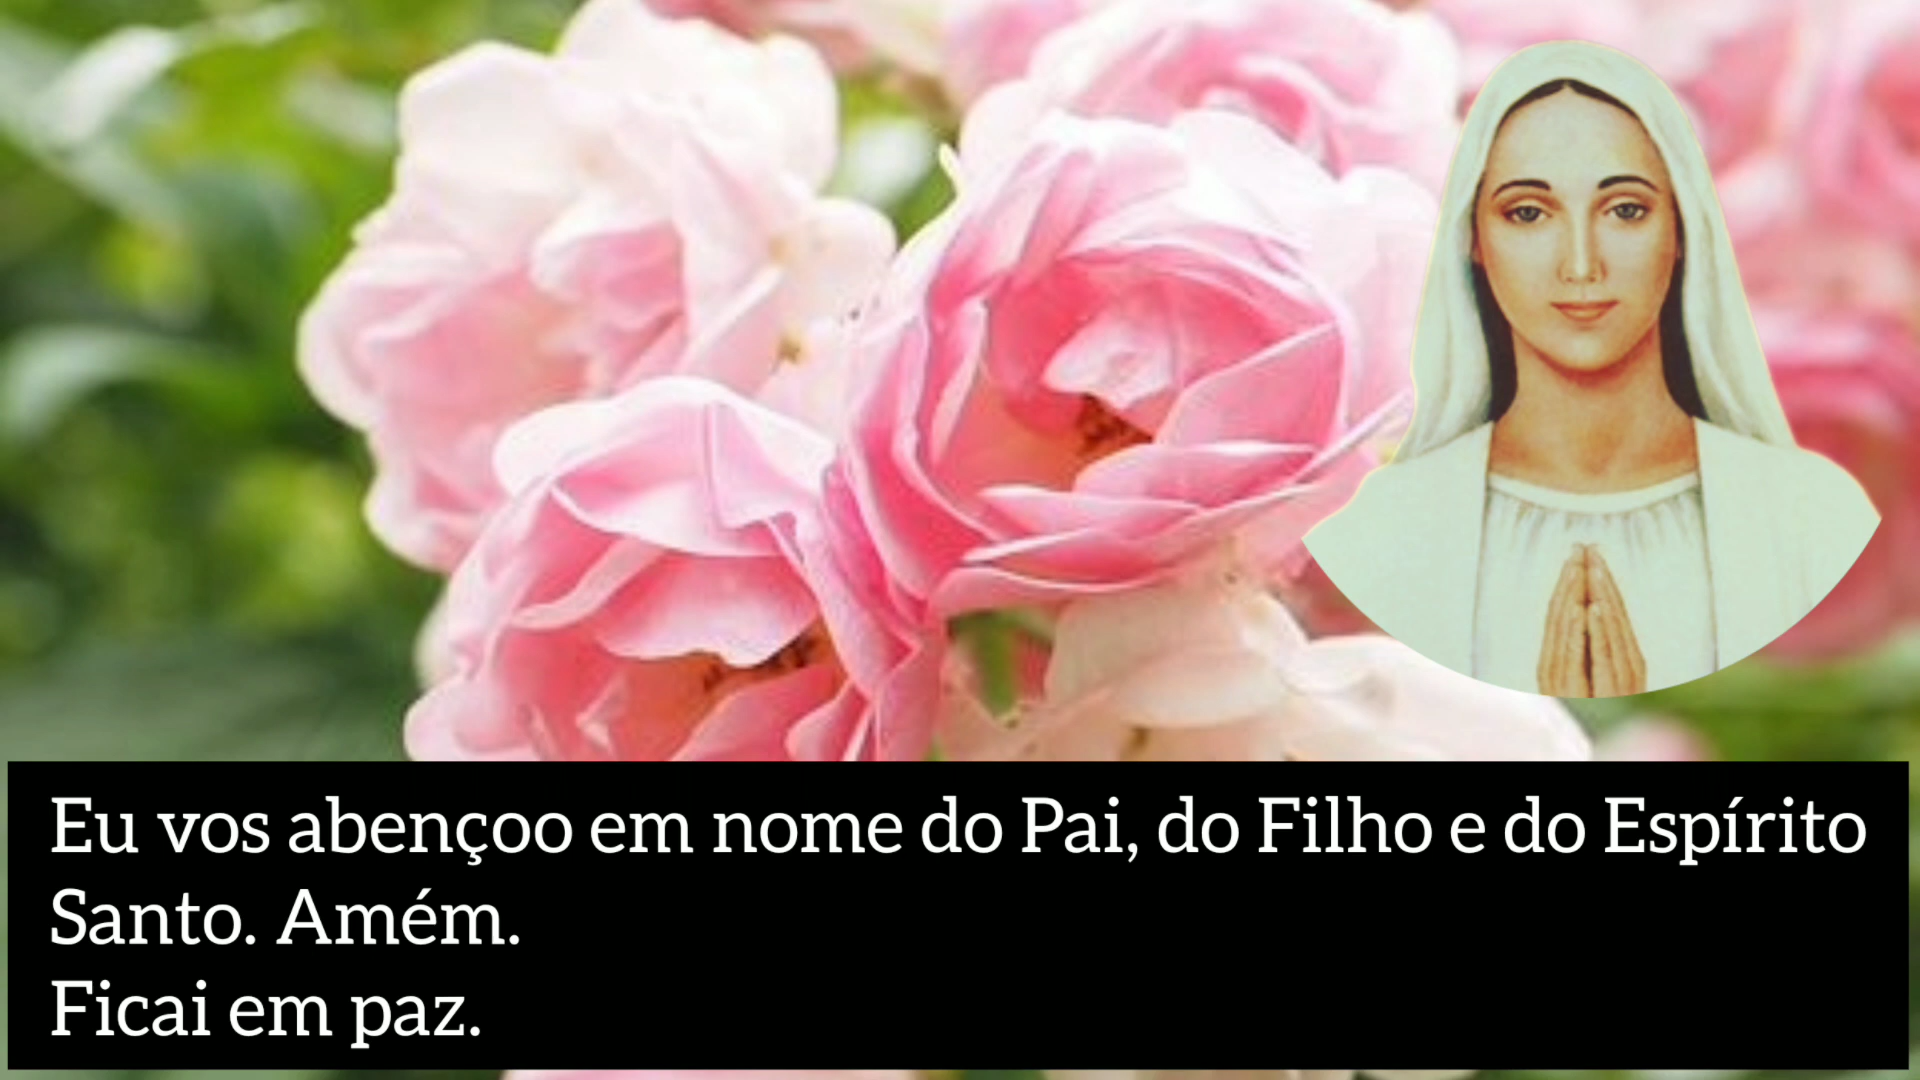 Eu vos abençoo em nome do Pai, do Filho e do Espírito
Santo. Amém.
Ficai em paz.